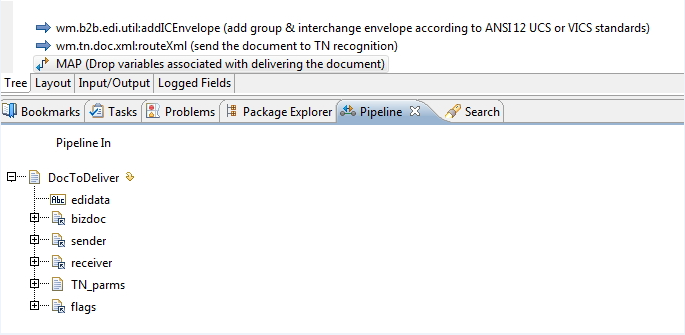 wm.b2b.edi.util:addICEnvelope (add group & interchange envelope according to ANSI 12 UCS or VICS standards)
wm.tn.doc.xml:routeXml (send the document to TN recognition)
MAP (Drop variables associated with delivering the document)
Tree Layout Input/Output Logged Fields
Bookmarks Tasks Problems Package Explorer Pipeline Search
Pipeline In
DocToDeliver
Abc edidata
bizdoc
sender
receiver
TN_parms
flags